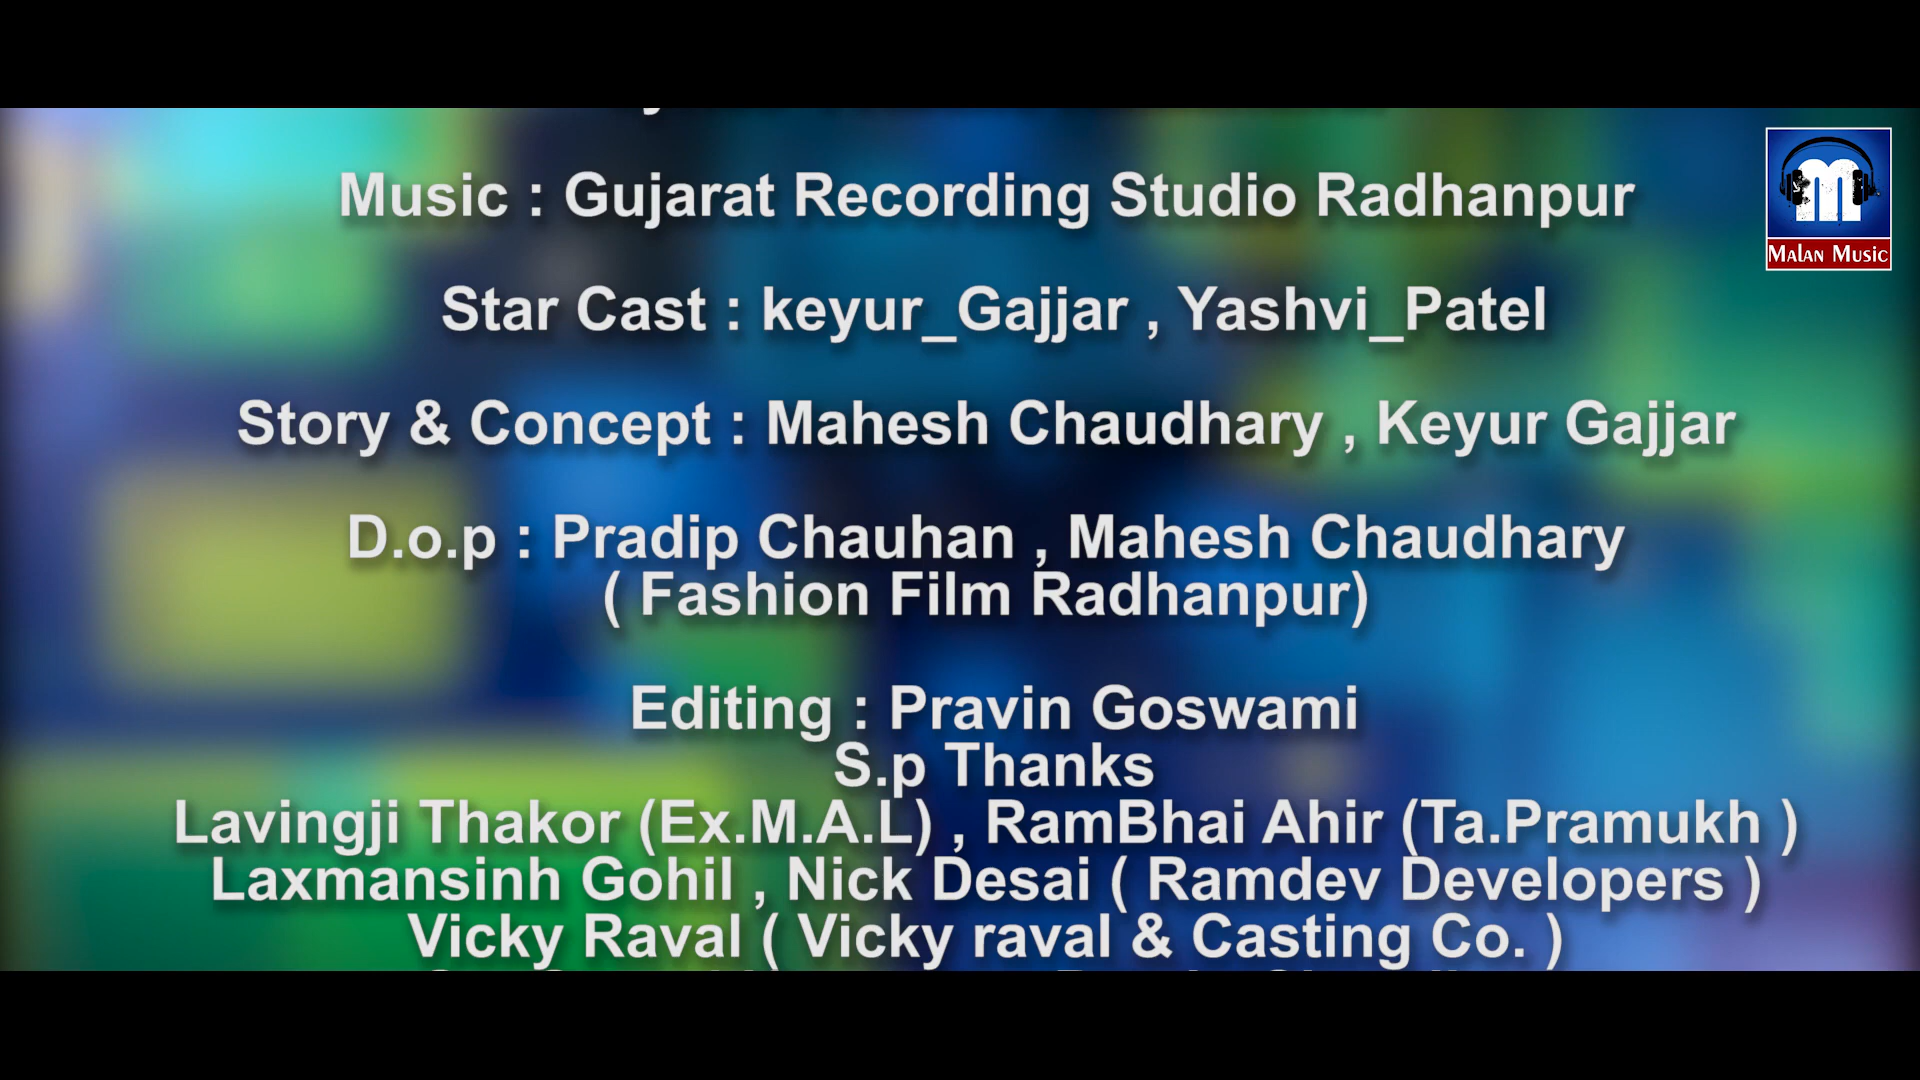 Music : Gujarat Recording Studio Radhanpur
m
Malan Music
Star Cast : keyur_Gajjar , Yashvi_Patel
Story & Concept : Mahesh Chaudhary , Keyur Gajjar
D.o.p : Pradip Chauhan , Mahesh Chaudhary
( Fashion Film Radhanpur)
Editing : Pravin Goswami
S.p Thanks
Lavingji Thakor (Ex.M.A.L) , RamBhai Ahir (Ta.Pramukh )
Laxmansinh Gohil , Nick Desai ( Ramdev Developers )
Vicky Raval ( Vicky raval & Casting Co. )